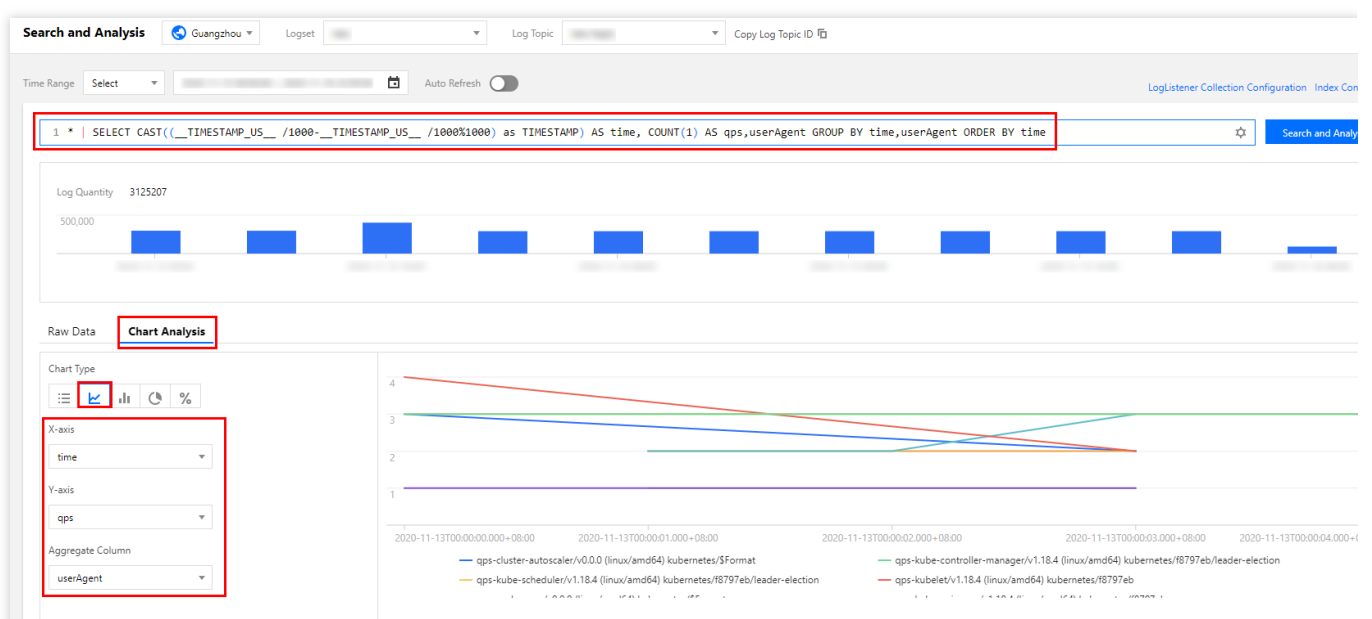 Search and Analysis Guangzhou Logset Log Topic Copy Log Topic ID
Time Range Select Auto Refresh
LogListener Collection Configuration Index Con
1 * | SELECT CAST((__TIMESTAMP_US__ /1000-__TIMESTAMP_US__ /1000%1000) as TIMESTAMP) AS time, COUNT(1) AS qps,userAgent GROUP BY time,userAgent ORDER BY time Search and Analy
Log Quantity 3125207
500,000
Raw Data Chart Analysis
Chart Type
%
X-axis
time
Y-axis
qps
Aggregate Column
userAgent
4
3
2
1
2020-11-13T00:00:00.000+08:00 2020-11-13T00:00:01.000+08:00 2020-11-13T00:00:02.000+08:00 2020-11-13T00:00:03.000+08:00 2020-11-13T00:00:04.000+0
qps-cluster-autoscaler/v0.0.0 (linux/amd64) kubernetes/$Format qps-kube-controller-manager/v1.18.4 (linux/amd64) kubernetes/f8797eb/leader-election
qps-kube-scheduler/v1.18.4 (linux/amd64) kubernetes/f8797eb/leader-election qps-kubelet/v1.18.4 (linux/amd64) kubernetes/f8797eb